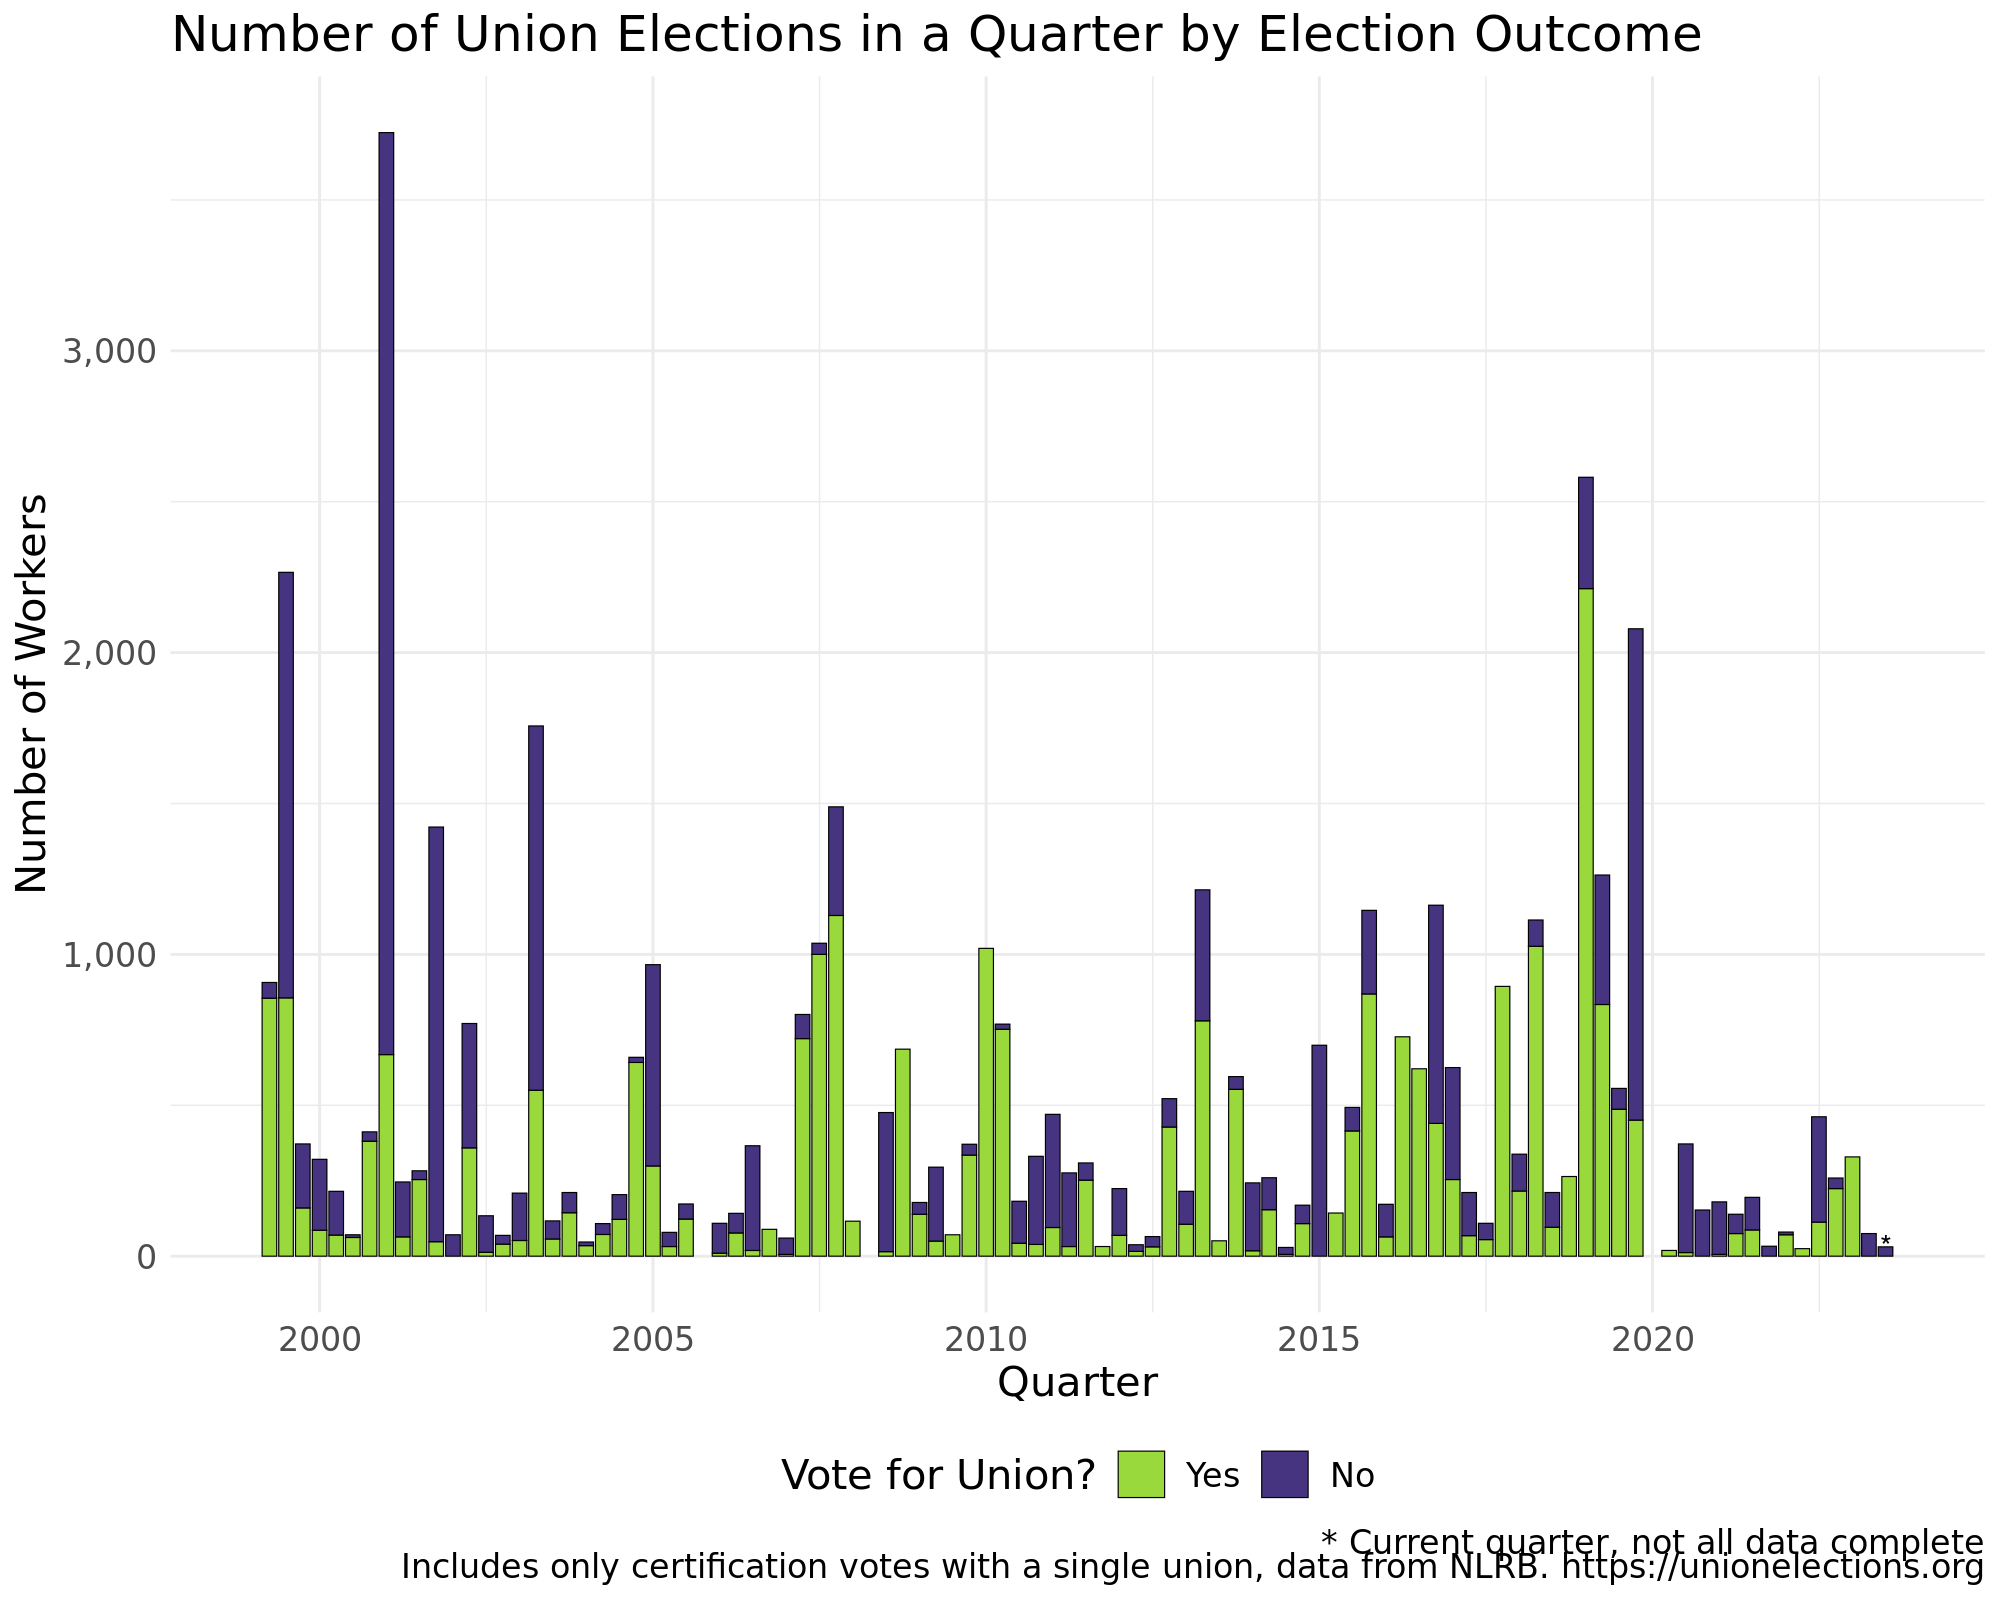 Number of Union Elections in a Quarter by Election Outcome
Number of Workers
3,000
2,000
1,000
0
*
2000 2005 2010 2015 2020
Quarter
Vote for Union? Yes No
* Current quarter, not all data complete
Includes only certification votes with a single union, data from NLRB. https://unionelections.org